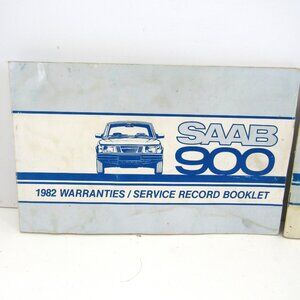 SAAB
900
1982 WARRANTIES / SERVICE RECORD BOOKLET